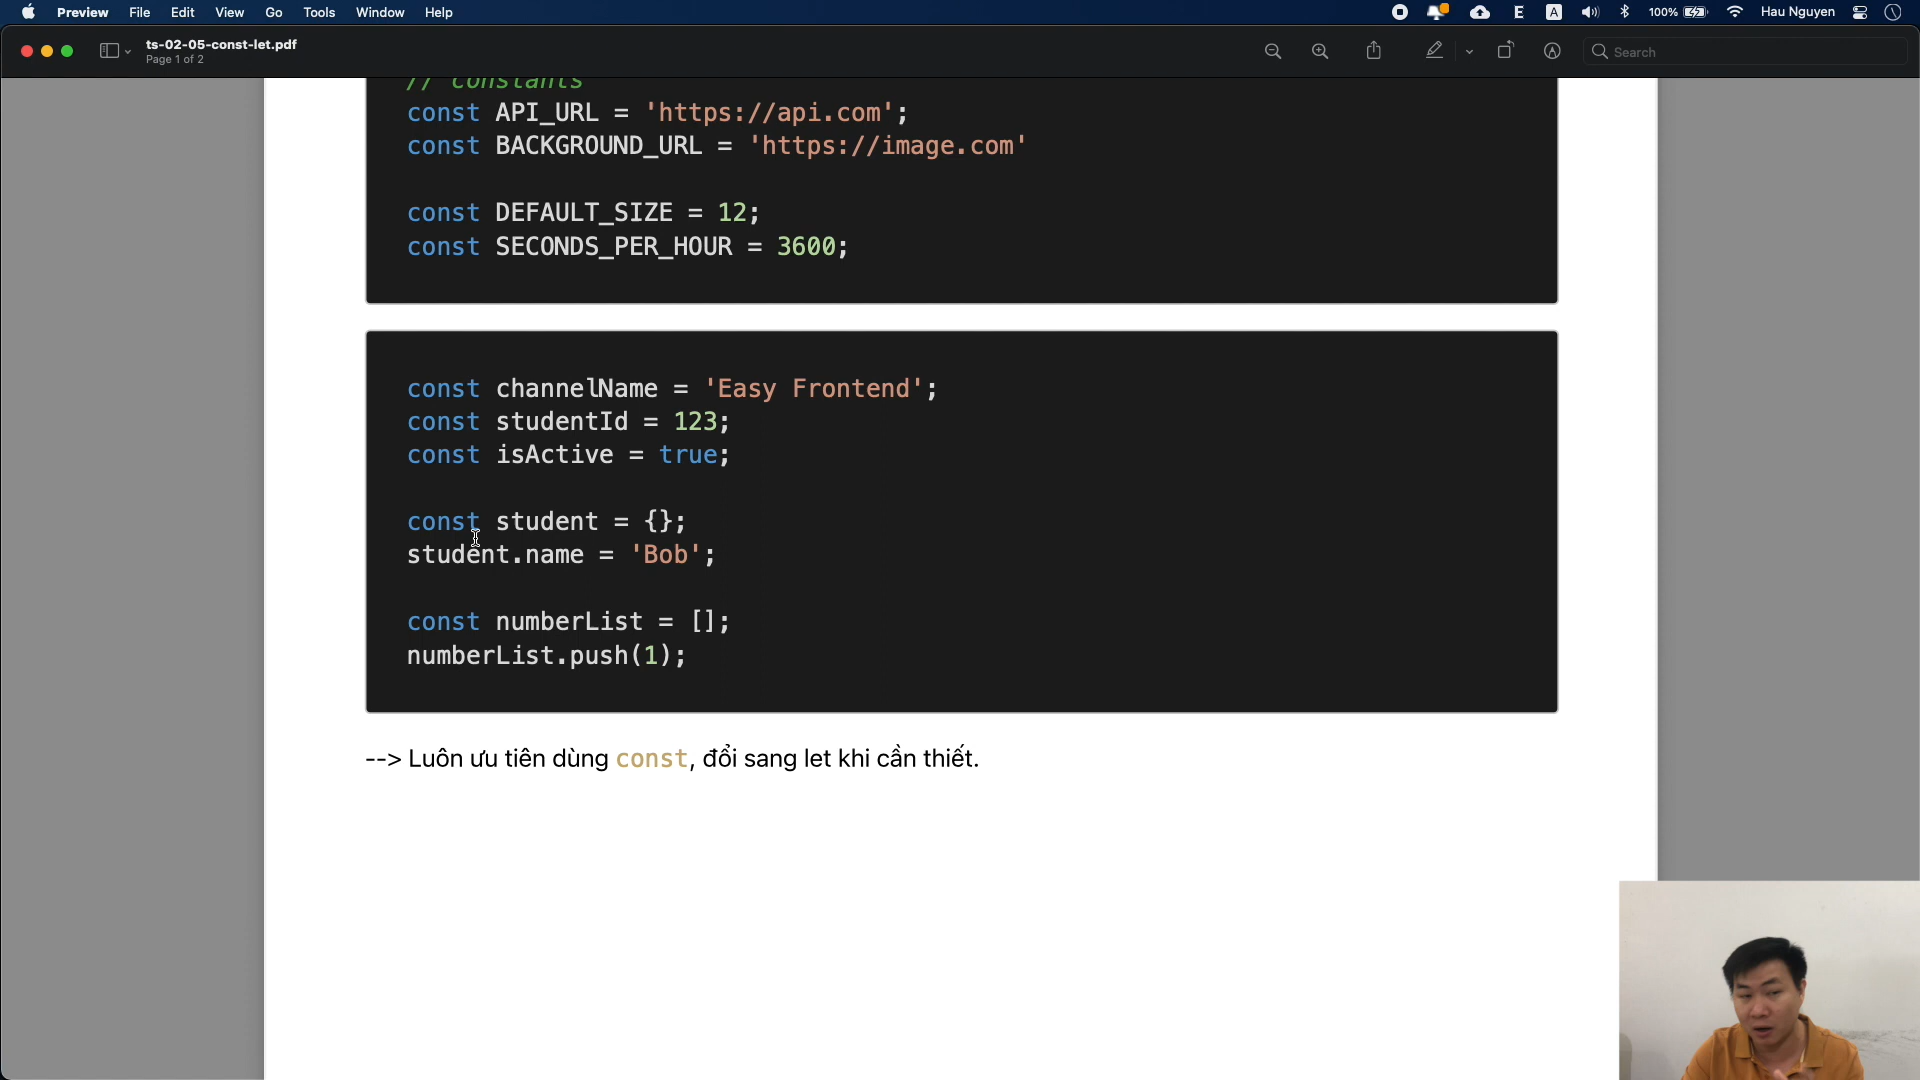 Preview File Edit View Go Tools Window Help E A 100% Hau Nguyen
ts-02-05-const-let.pdf
Page 1 of 2
Search
// constants
const API_URL = 'https://api.com';
const BACKGROUND_URL = 'https://image.com'
const DEFAULT_SIZE = 12;
const SECONDS_PER_HOUR = 3600;
const channelName = 'Easy Frontend';
const studentId = 123;
const isActive = true;
const student = {};
student.name = 'Bob';
const numberList = [];
numberList.push(1);
--> Luôn ưu tiên dùng const, đổi sang let khi cần thiết.